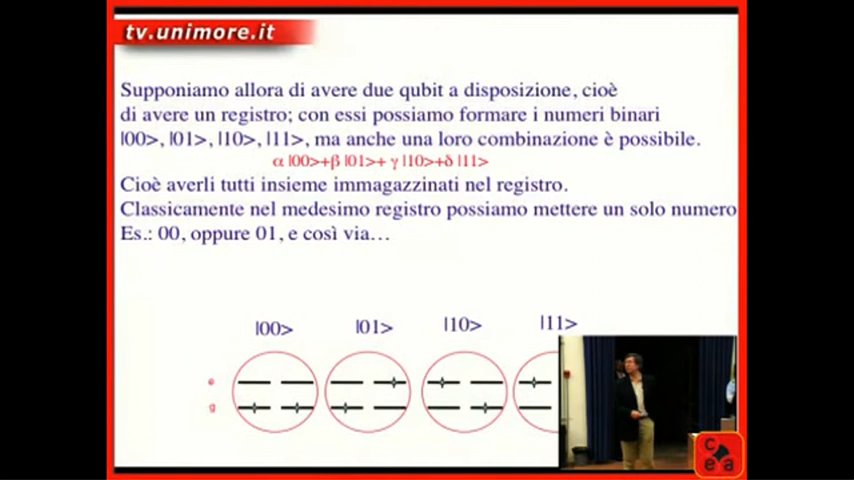 tv.unimore.it
Supponiamo allora di avere due qubit a disposizione, cioè
di avere un registro; con essi possiamo formare i numeri binari
|00>, |01>, |10>, |11>, ma anche una loro combinazione è possibile.
α |00>+β |01>+ γ |10>+δ |11>
Cioè averli tutti insieme immagazzinati nel registro.
Classicamente nel medesimo registro possiamo mettere un solo numero
Es.: 00, oppure 01, e così via…
|00> |01> |10> |11>
e
g
c
e a